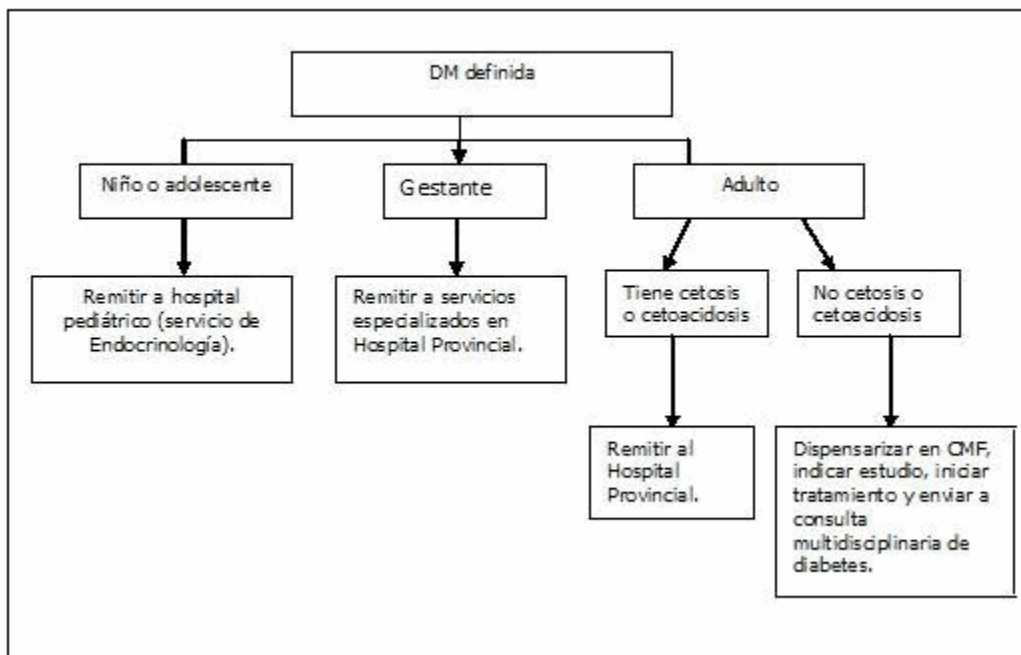 DM definida
Niño o adolescente
Gestante
Adulto
Remitir a hospital
pediátrico (servicio de
Endocrinología).
Remitir a servicios
especializados en
Hospital Provincial.
Tiene cetosis
o cetoacidosis
No cetosis o
cetoacidosis
Remitir al
Hospital
Provincial.
Dispensarizar en CMF,
indicar estudio, iniciar
tratamiento y enviar a
consulta
multidisciplinaria de
diabetes.